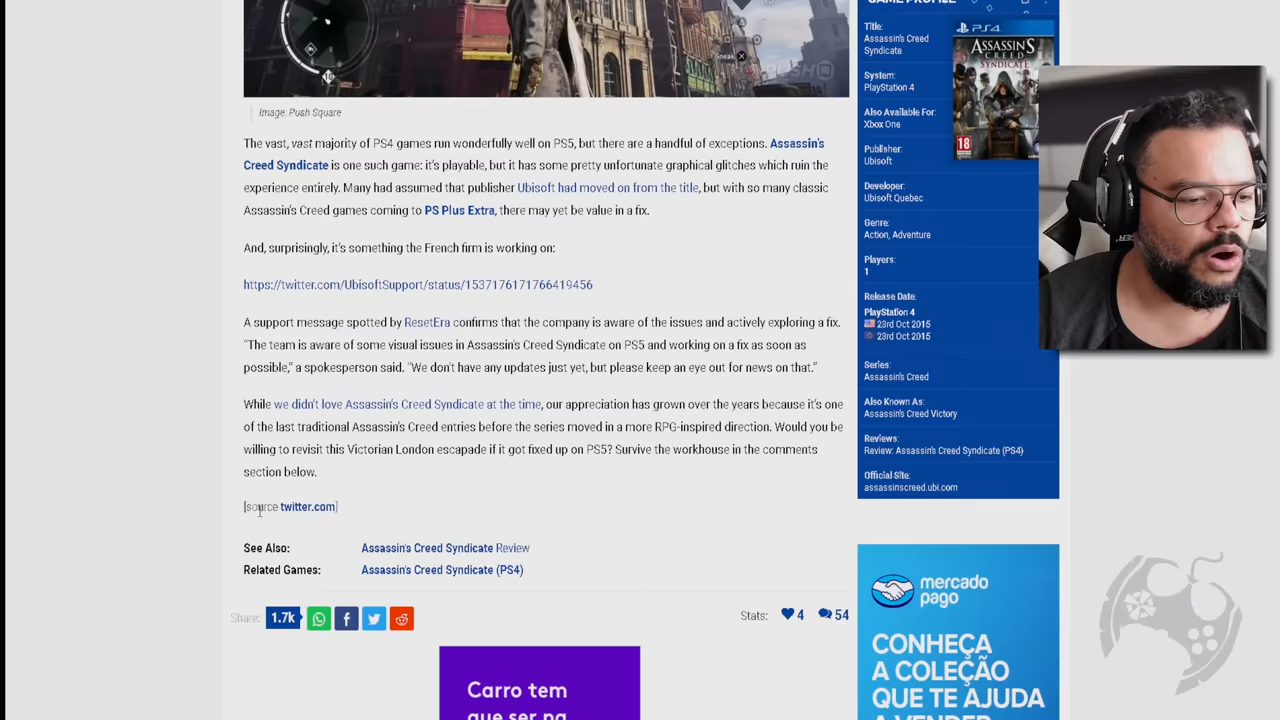 GAME PROFILE
Sneak
PUSH
Image: Push Square
The vast, vast majority of PS4 games run wonderfully well on PS5, but there are a handful of exceptions. Assassin's
Creed Syndicate is one such game: it's playable, but it has some pretty unfortunate graphical glitches which ruin the
experience entirely. Many had assumed that publisher Ubisoft had moved on from the title, but with so many classic
Assassin's Creed games coming to PS Plus Extra, there may yet be value in a fix.
And, surprisingly, it's something the French firm is working on:
https://twitter.com/UbisoftSupport/status/1537176171766419456
A support message spotted by ResetEra confirms that the company is aware of the issues and actively exploring a fix.
"The team is aware of some visual issues in Assassin's Creed Syndicate on PS5 and working on a fix as soon as
possible," a spokesperson said. "We don't have any updates just yet, but please keep an eye out for news on that."
While we didn't love Assassin's Creed Syndicate at the time, our appreciation has grown over the years because it's one
of the last traditional Assassin's Creed entries before the series moved in a more RPG-inspired direction. Would you be
willing to revisit this Victorian London escapade if it got fixed up on PS5? Survive the workhouse in the comments
section below.
[source twitter.com]
See Also: Assassin's Creed Syndicate Review
Related Games: Assassin's Creed Syndicate (PS4)
Share: 1.7k
Stats: 4 54
Carro tem
que ser na
Title:
Assassin's Creed
Syndicate
System:
PlayStation 4
Also Available For:
Xbox One
Publisher:
Ubisoft
Developer:
Ubisoft Quebec
Genre:
Action, Adventure
Players:
1
Release Date:
PlayStation 4
23rd Oct 2015
23rd Oct 2015
Series:
Assassin's Creed
Also Known As:
Assassin's Creed Victory
Reviews:
Review: Assassin's Creed Syndicate (PS4)
Official Site:
assassinscreed.ubi.com
PS4
ASSASSIN'S
CREED
SYNDICATE
18
mercado
pago
CONHEÇA
A COLEÇÃO
QUE TE AJUDA
A VENDER